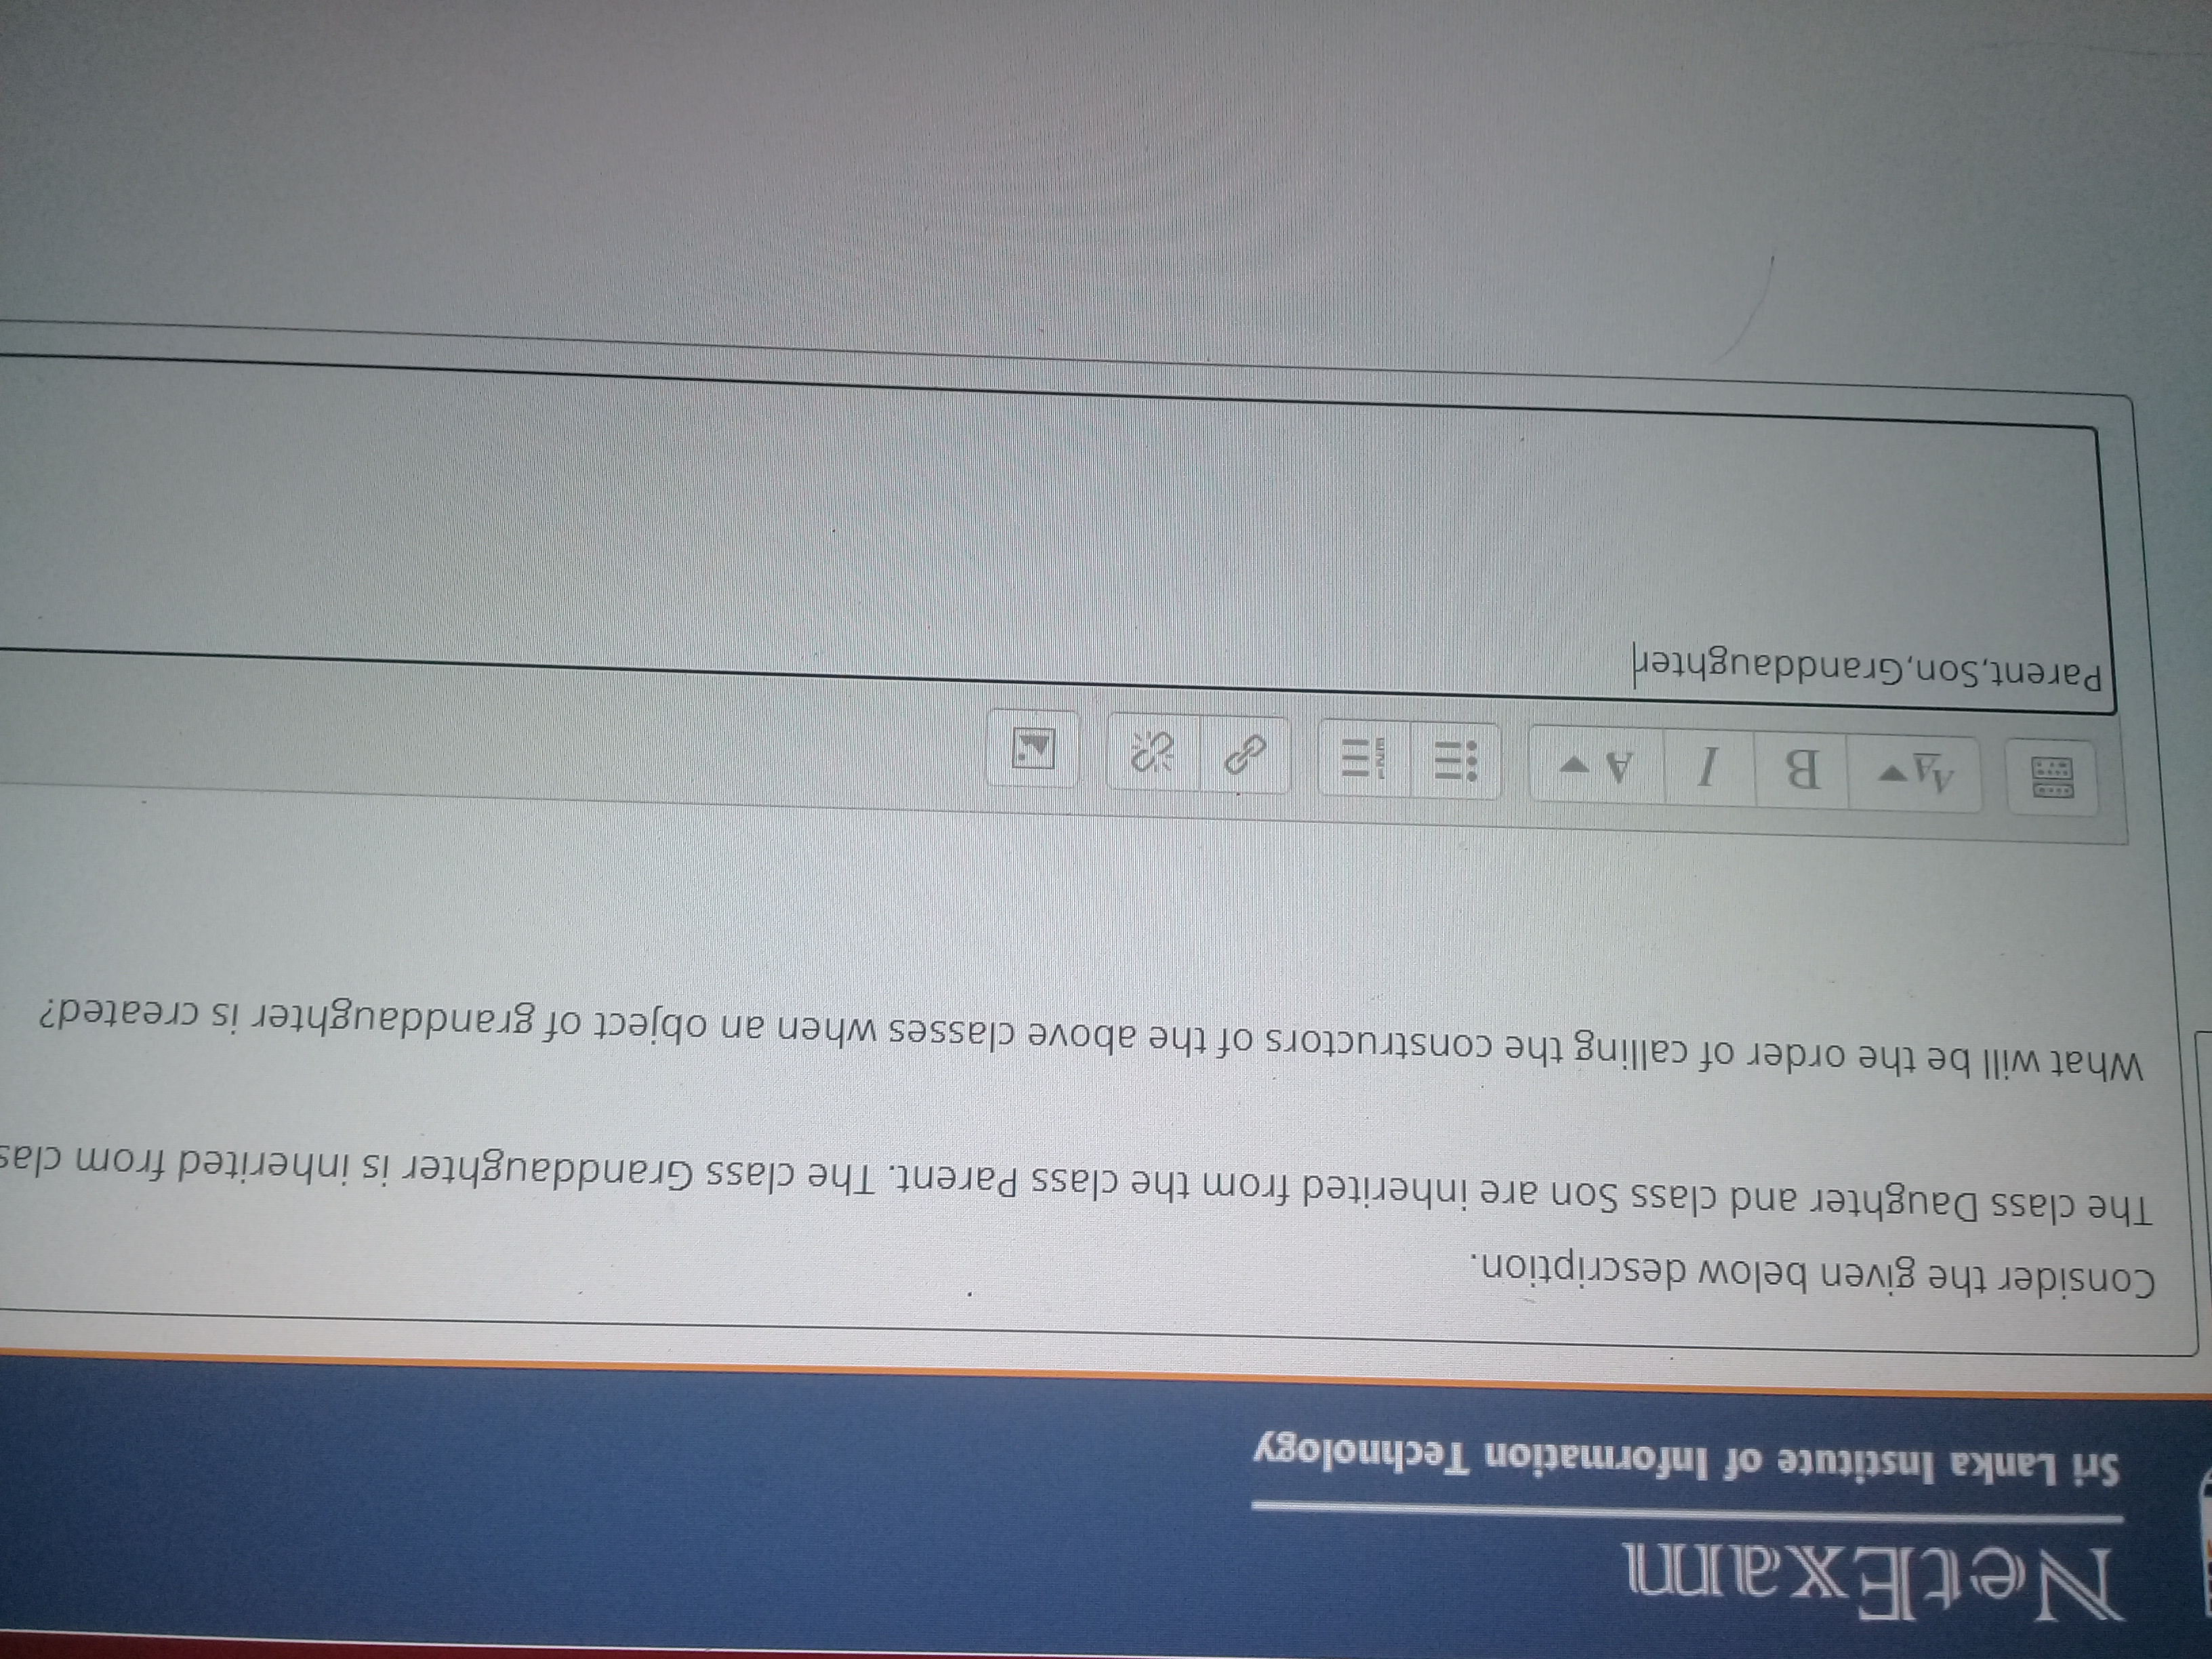 NetExam
Sri Lanka Institute of Information Technology
Consider the given below description.
The class Daughter and class Son are inherited from the class Parent. The class Granddaughter is inherited from clas
What will be the order of calling the constructors of the above classes when an object of granddaughter is created?
B I A
Parent,Son,Granddaughter